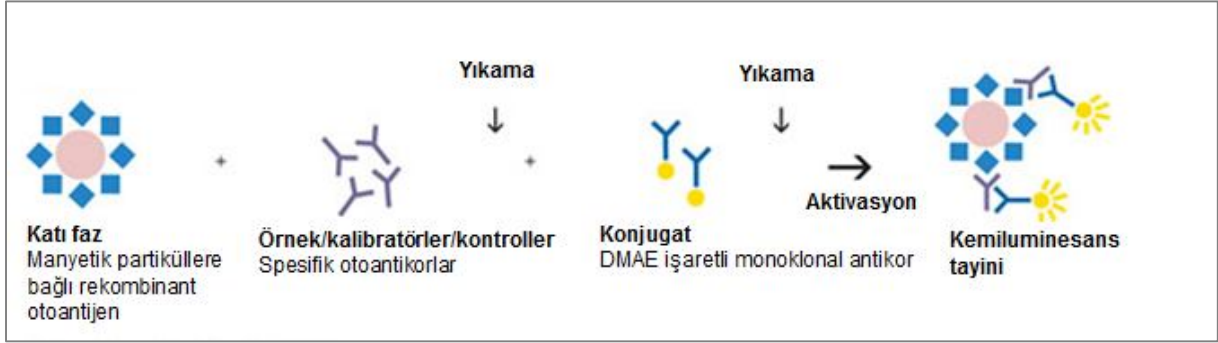 Yıkama
Yıkama
+
+
Aktivasyon
Katı faz
Manyetik partiküllere
bağlı rekombinant
otoantijen
Örnek/kalibratörler/kontroller
Spesifik otoantikorlar
Konjugat
DMAE işaretli monoklonal antikor
Kemiluminesans
tayini